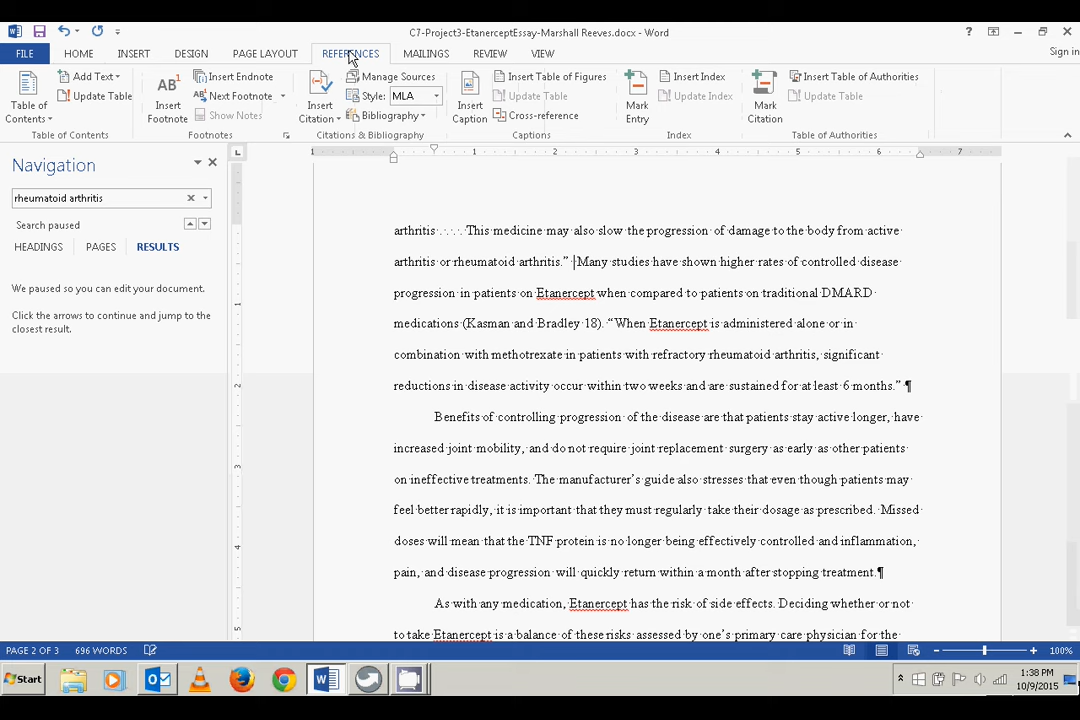 C7-Project3-EtanerceptEssay-Marshall Reeves.docx - Word
FILE HOME INSERT DESIGN PAGE LAYOUT REFERENCES MAILINGS REVIEW VIEW Sign in
Table of Contents
Add Text
Update Table
Table of Contents
AB1
Insert Footnote
Insert Endnote
Next Footnote
Show Notes
Footnotes
Insert Citation
Manage Sources
Style: MLA
Bibliography
Citations & Bibliography
Insert Caption
Insert Table of Figures
Update Table
Cross-reference
Captions
Mark Entry
Insert Index
Update Index
Index
Mark Citation
Insert Table of Authorities
Update Table
Table of Authorities
Navigation
rheumatoid arthritis
Search paused
HEADINGS PAGES RESULTS
We paused so you can edit your document.
Click the arrows to continue and jump to the
closest result.
L
1 1 2 3 4 5 6 7
1
2
3
4
5
arthritis . . . . This medicine may also slow the progression of damage to the body from active
arthritis or rheumatoid arthritis.” Many studies have shown higher rates of controlled disease
progression in patients on Etanercept when compared to patients on traditional DMARD
medications (Kasman and Bradley 18). “When Etanercept is administered alone or in
combination with methotrexate in patients with refractory rheumatoid arthritis, significant
reductions in disease activity occur within two weeks and are sustained for at least 6 months.” ¶
Benefits of controlling progression of the disease are that patients stay active longer, have
increased joint mobility, and do not require joint replacement surgery as early as other patients
on ineffective treatments. The manufacturer’s guide also stresses that even though patients may
feel better rapidly, it is important that they must regularly take their dosage as prescribed. Missed
doses will mean that the TNF protein is no longer being effectively controlled and inflammation,
pain, and disease progression will quickly return within a month after stopping treatment.¶
As with any medication, Etanercept has the risk of side effects. Deciding whether or not
to take Etanercept is a balance of these risks assessed by one’s primary care physician for the
PAGE 2 OF 3 696 WORDS 100%
Start
1:38 PM
10/9/2015